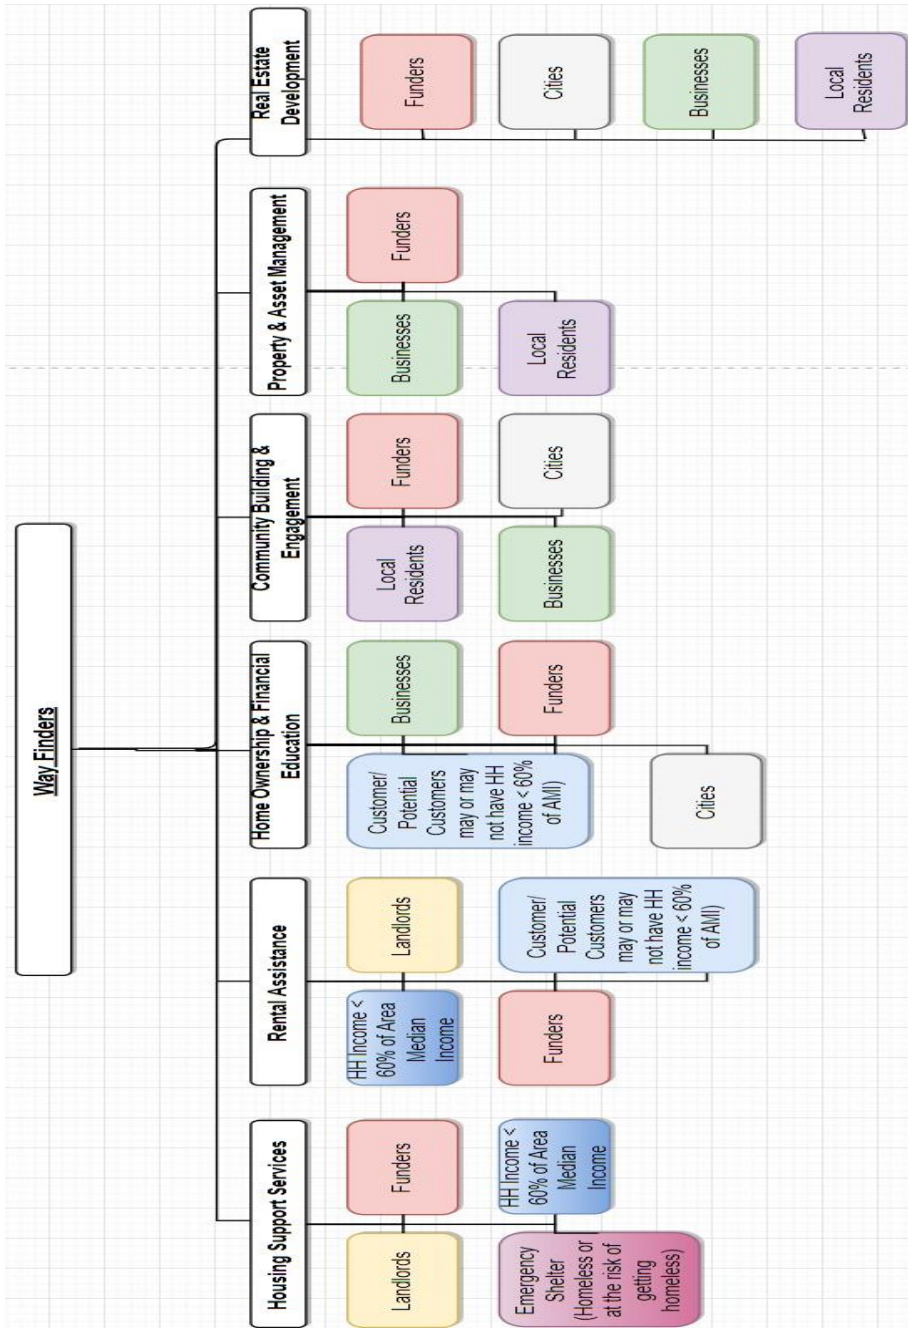 Way Finders
Housing Support Services
Landlords
Funders
Emergency
Shelter
(Homeless or
at the risk of
getting
homeless)
HH Income <
60% of Area
Median
Income
Rental Assistance
HH Income <
60% of Area
Median
Income
Landlords
Funders
Customer/
Potential
Customers
may or may
not have HH
income < 60%
of AMI)
Home Ownership & Financial
Education
Customer/
Potential
Customers
may or may
not have HH
income < 60%
of AMI)
Businesses
Funders
Cities
Community Building &
Engagement
Local
Residents
Funders
Businesses
Cities
Property & Asset Management
Businesses
Funders
Local
Residents
Real Estate
Development
Funders
Cities
Businesses
Local
Residents